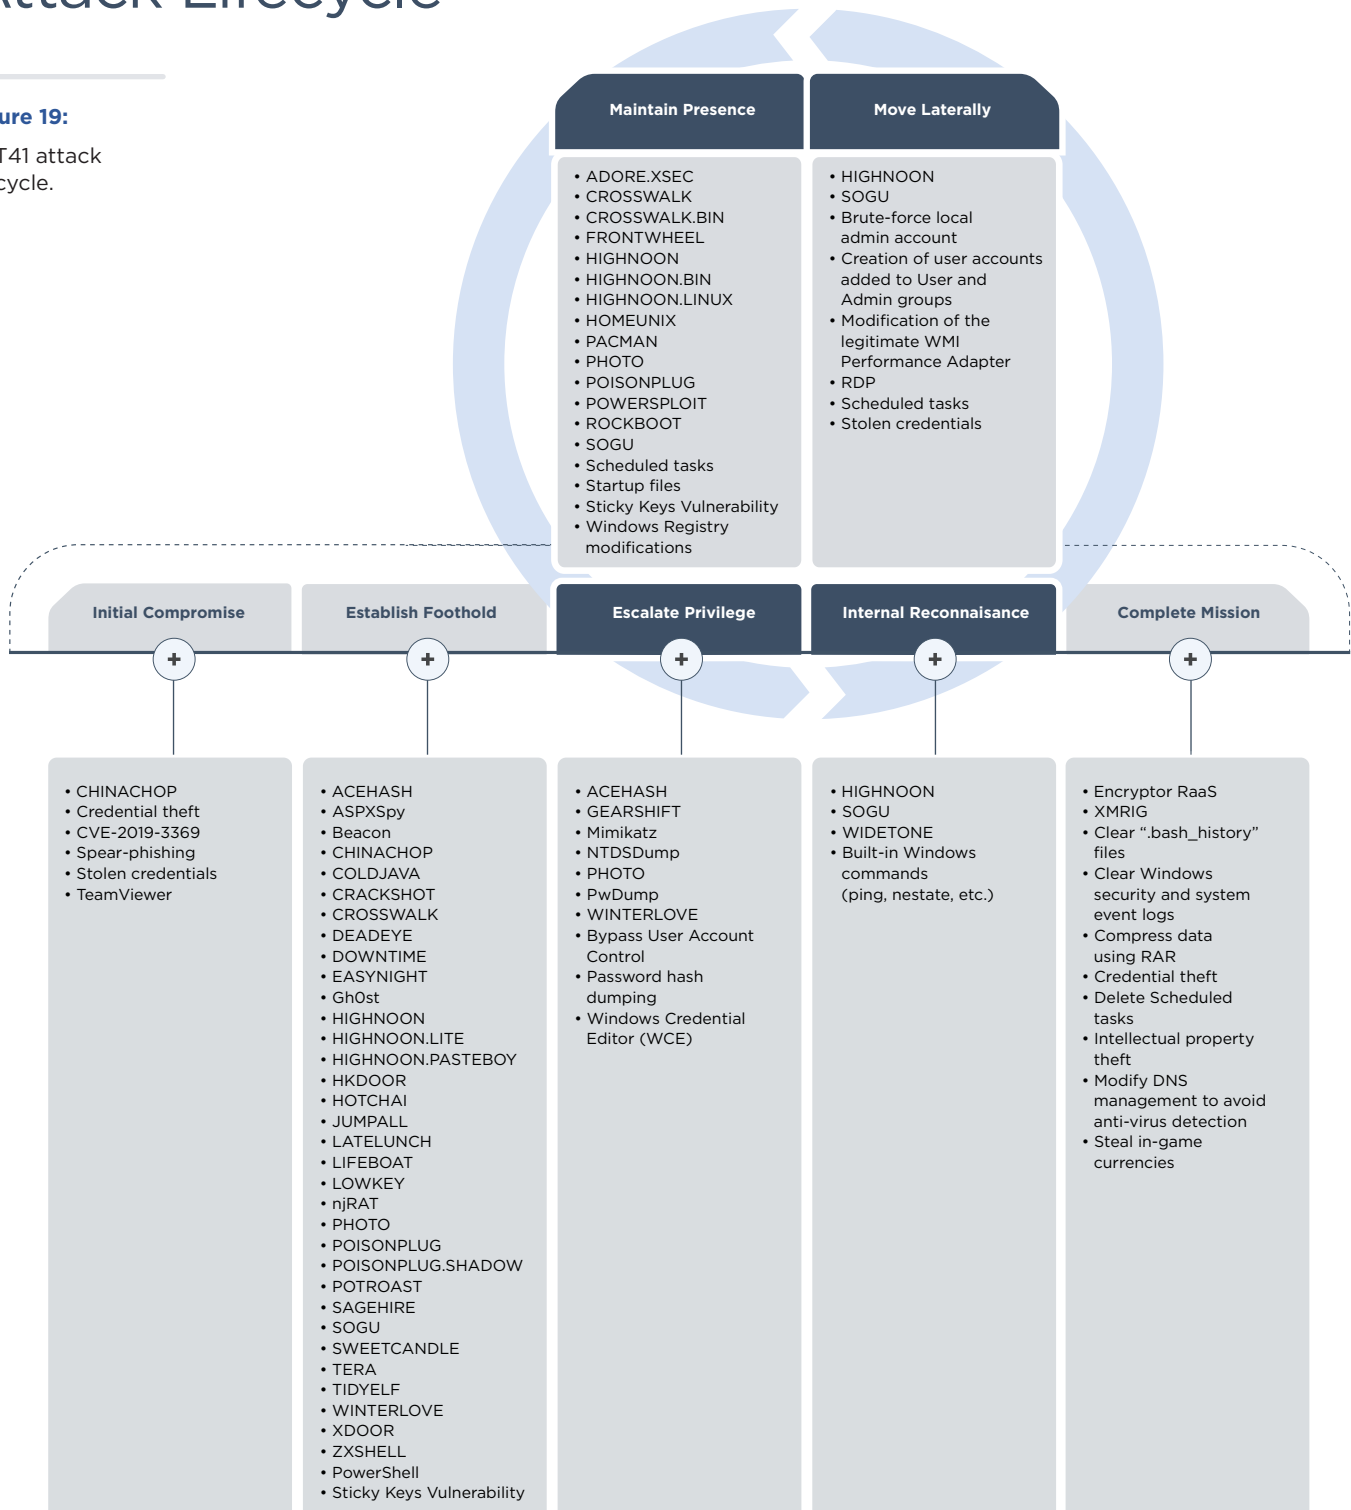 Attack Lifecycle
ure 19:
T41 attack
cycle.
Maintain Presence
• ADORE.XSEC
• CROSSWALK
• CROSSWALK.BIN
• FRONTWHEEL
• HIGHNOON
• HIGHNOON.BIN
• HIGHNOON.LINUX
• HOMEUNIX
• PACMAN
• PHOTO
• POISONPLUG
• POWERSPLOIT
• ROCKBOOT
• SOGU
• Scheduled tasks
• Startup files
• Sticky Keys Vulnerability
• Windows Registry
modifications
Move Laterally
• HIGHNOON
• SOGU
• Brute-force local
admin account
• Creation of user accounts
added to User and
Admin groups
• Modification of the
legitimate WMI
Performance Adapter
• RDP
• Scheduled tasks
• Stolen credentials
Initial Compromise
• CHINACHOP
• Credential theft
• CVE-2019-3369
• Spear-phishing
• Stolen credentials
• TeamViewer
Establish Foothold
• ACEHASH
• ASPXSpy
• Beacon
• CHINACHOP
• COLDJAVA
• CRACKSHOT
• CROSSWALK
• DEADEYE
• DOWNTIME
• EASYNIGHT
• Gh0st
• HIGHNOON
• HIGHNOON.LITE
• HIGHNOON.PASTEBOY
• HKDOOR
• HOTCHAI
• JUMPALL
• LATELUNCH
• LIFEBOAT
• LOWKEY
• njRAT
• PHOTO
• POISONPLUG
• POISONPLUG.SHADOW
• POTROAST
• SAGEHIRE
• SOGU
• SWEETCANDLE
• TERA
• TIDYELF
• WINTERLOVE
• XDOOR
• ZXSHELL
• PowerShell
• Sticky Keys Vulnerability
Escalate Privilege
• ACEHASH
• GEARSHIFT
• Mimikatz
• NTDSDump
• PHOTO
• PwDump
• WINTERLOVE
• Bypass User Account
Control
• Password hash
dumping
• Windows Credential
Editor (WCE)
Internal Reconnaisance
• HIGHNOON
• SOGU
• WIDETONE
• Built-in Windows
commands
(ping, nestate, etc.)
Complete Mission
• Encryptor RaaS
• XMRIG
• Clear “.bash_history”
files
• Clear Windows
security and system
event logs
• Compress data
using RAR
• Credential theft
• Delete Scheduled
tasks
• Intellectual property
theft
• Modify DNS
management to avoid
anti-virus detection
• Steal in-game
currencies